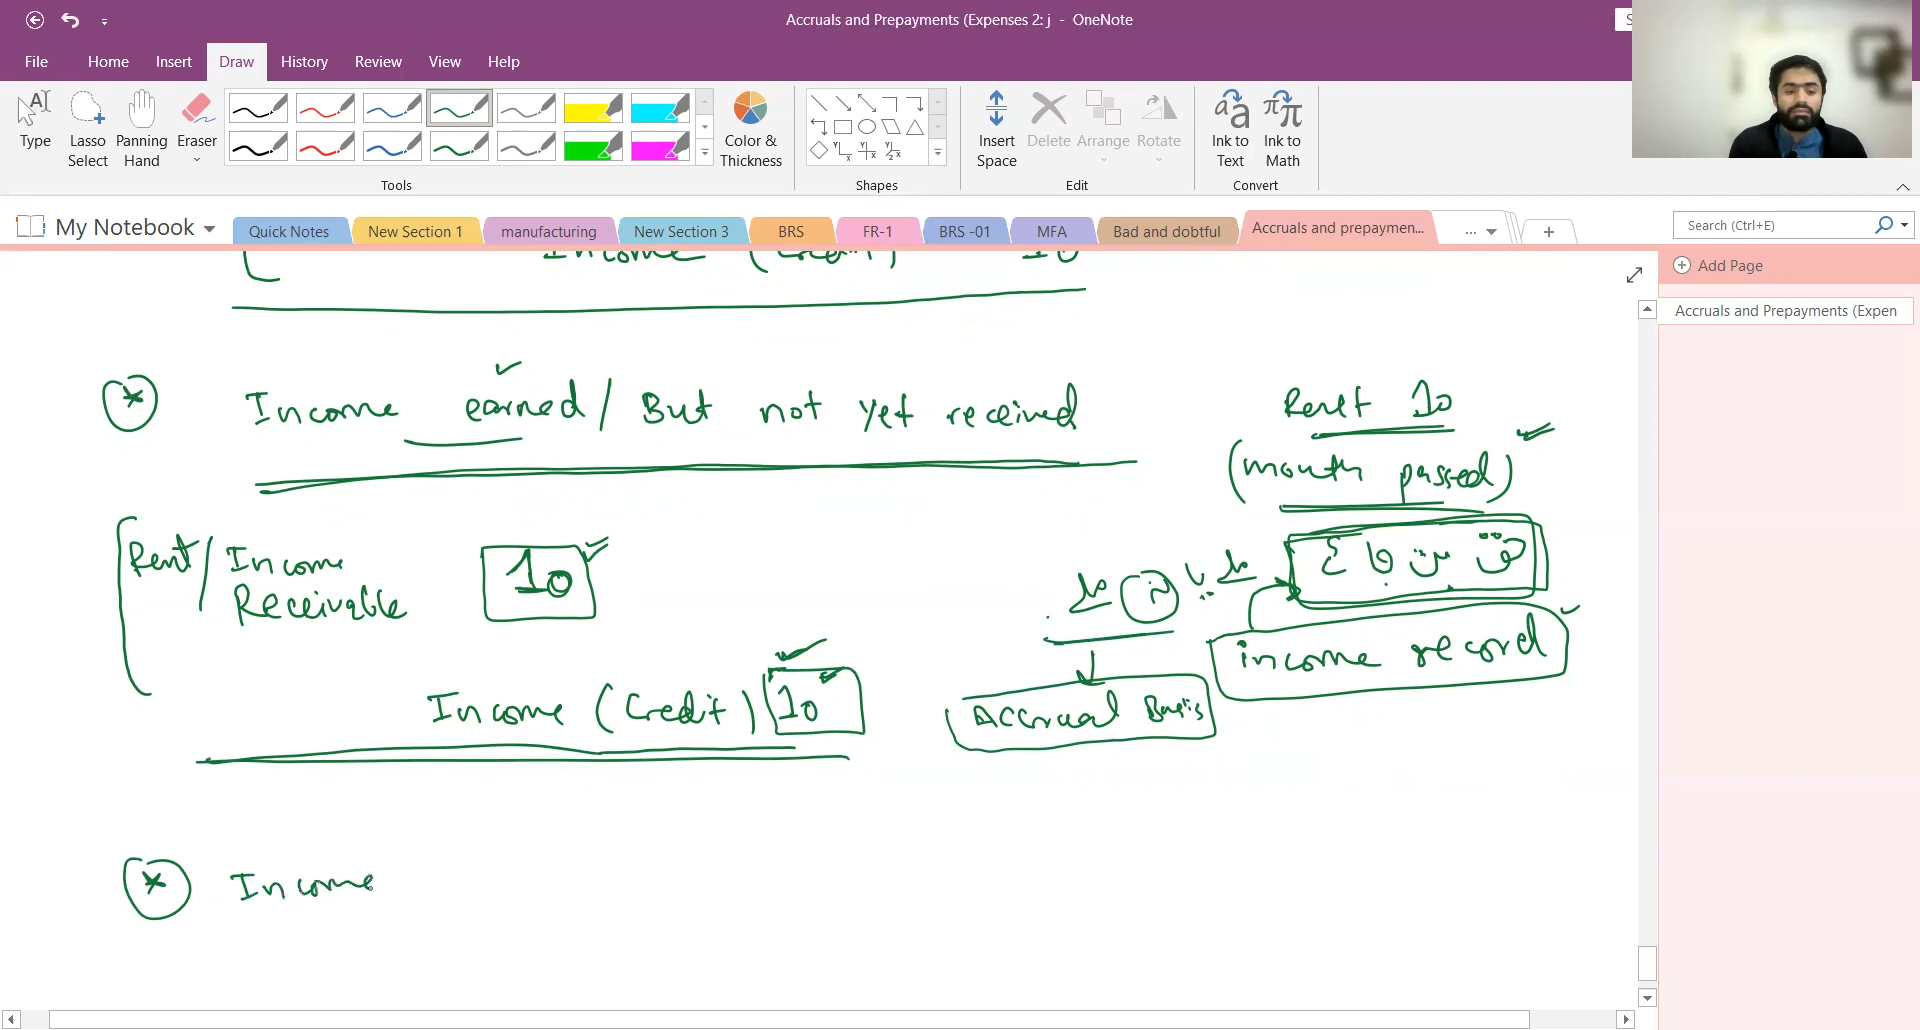 Accruals and Prepayments (Expenses 2: j - OneNote
File Home Insert Draw History Review View Help
Type
Lasso Select
Panning Hand
Eraser
Color & Thickness
Insert Space
Delete
Arrange
Rotate
Ink to Text
Ink to Math
Tools
Shapes
Edit
Convert
My Notebook
Quick Notes
New Section 1
manufacturing
New Section 3
BRS
FR-1
BRS -01
MFA
Bad and doubtful
Accruals and prepaymen...
...
Search (Ctrl+E)
Add Page
Accruals and Prepayments (Expen
Income (Credit) 10
* Income earned / But not yet received
Rent 10
(month passed)
Rent / Income Receivable 10
income record
Income (Credit) 10
Accrual Basis
* Income